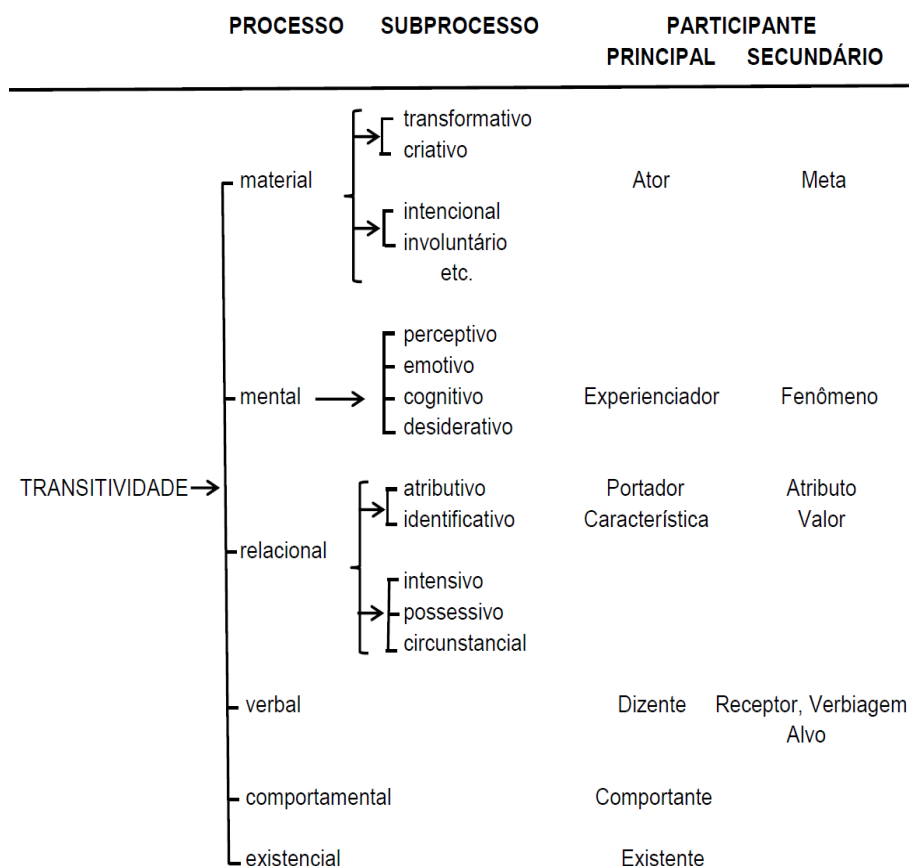 PROCESSO SUBPROCESSO PARTICIPANTE
PRINCIPAL SECUNDÁRIO
transformativo
criativo
material Ator Meta
intencional
involuntário
etc.
perceptivo
emotivo
mental cognitivo Experienciador Fenômeno
desiderativo
TRANSITIVIDADE atributivo Portador Atributo
identificativo Característica Valor
relacional
intensivo
possessivo
circunstancial
verbal Dizente Receptor, Verbiagem
Alvo
comportamental Comportante
existencial Existente